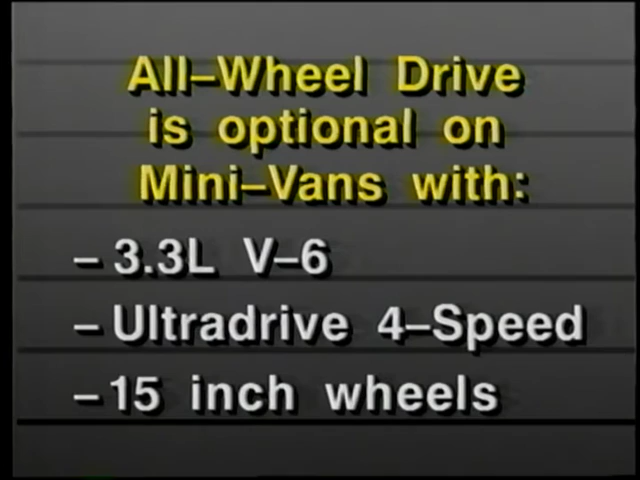 All–Wheel Drive
is optional on
Mini–Vans with:
– 3.3L V–6
– Ultradrive 4–Speed
– 15 inch wheels